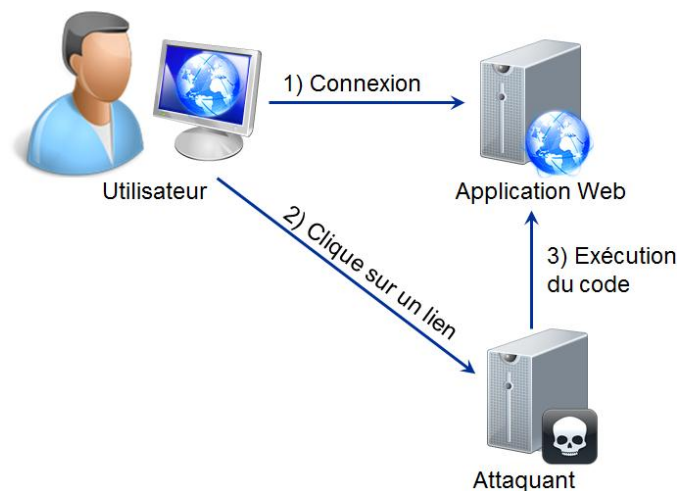 1) Connexion
Utilisateur
Application Web
2) Clique sur un lien
3) Exécution
du code
Attaquant